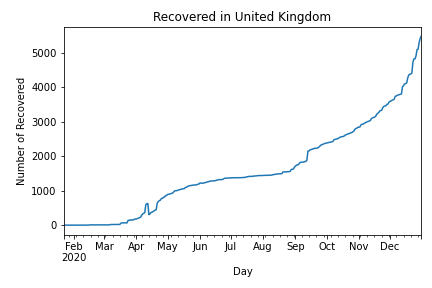 Recovered in United Kingdom
Number of Recovered
5000
4000
3000
2000
1000
0
Feb Mar Apr May Jun Jul Aug Sep Oct Nov Dec
2020
Day